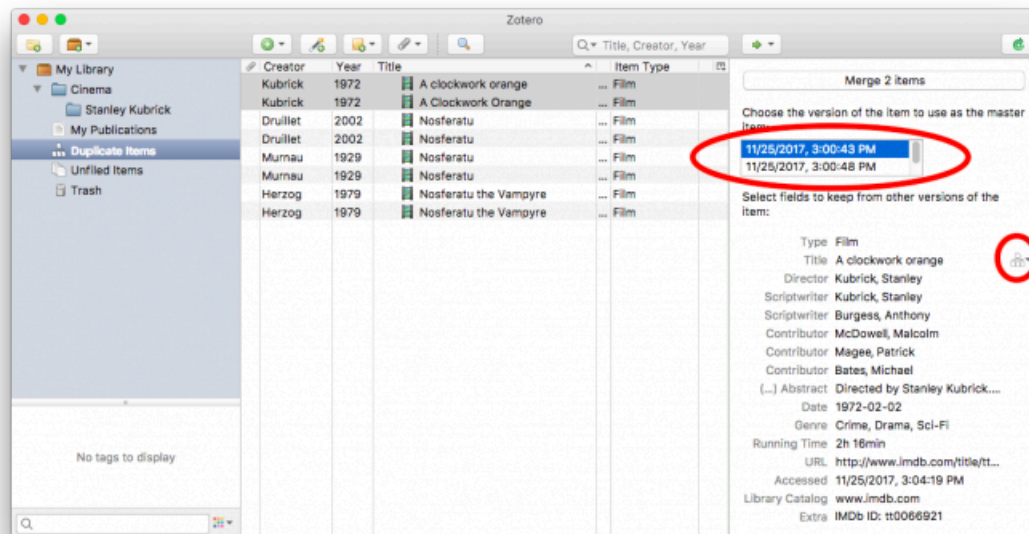 Zotero
Title, Creator, Year
My Library
Cinema
Stanley Kubrick
My Publications
Duplicate Items
Unfiled Items
Trash
No tags to display
Creator Year Title Item Type
Kubrick 1972 A clockwork orange ... Film
Kubrick 1972 A Clockwork Orange ... Film
Druillet 2002 Nosferatu ... Film
Druillet 2002 Nosferatu ... Film
Murnau 1929 Nosferatu ... Film
Murnau 1929 Nosferatu ... Film
Herzog 1979 Nosferatu the Vampyre ... Film
Herzog 1979 Nosferatu the Vampyre ... Film
Merge 2 items
Choose the version of the item to use as the master
item:
11/25/2017, 3:00:43 PM
11/25/2017, 3:00:48 PM
Select fields to keep from other versions of the
item:
Type Film
Title A clockwork orange
Director Kubrick, Stanley
Scriptwriter Kubrick, Stanley
Scriptwriter Burgess, Anthony
Contributor McDowell, Malcolm
Contributor Magee, Patrick
Contributor Bates, Michael
(...) Abstract Directed by Stanley Kubrick....
Date 1972-02-02
Genre Crime, Drama, Sci-Fi
Running Time 2h 16min
URL http://www.imdb.com/title/tt...
Accessed 11/25/2017, 3:04:19 PM
Library Catalog www.imdb.com
Extra IMDb ID: tt0066921